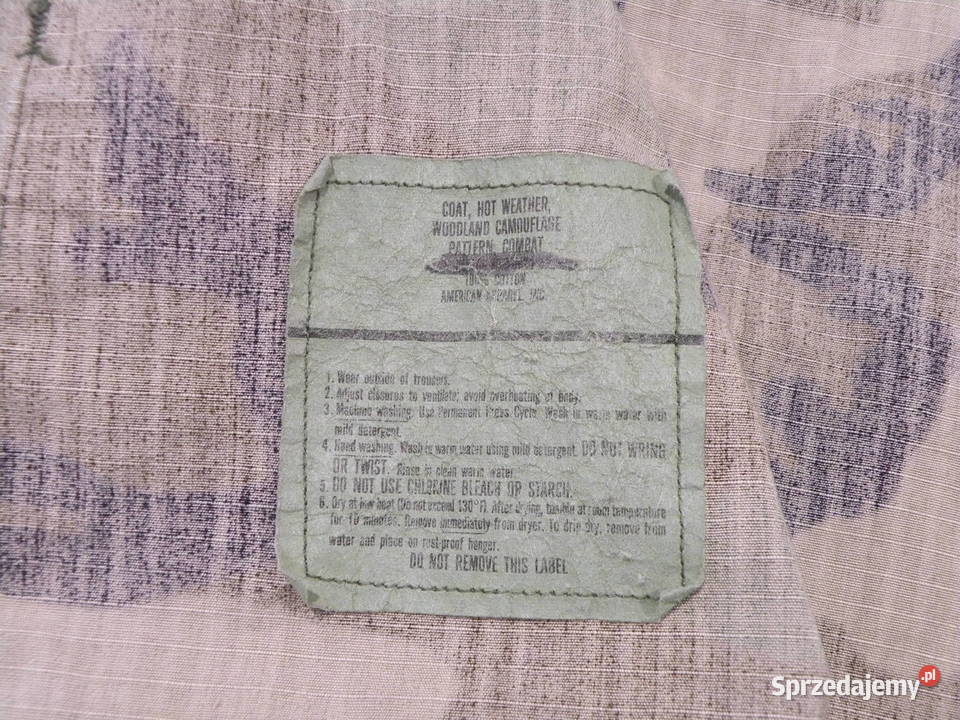 COAT, HOT WEATHER,
WOODLAND CAMOUFLAGE
PATTERN, COMBAT
100% COTTON
AMERICAN APPAREL, INC.
1. Wear outside of trousers.
2. Adjust closures to ventilate; avoid overheating of body.
3. Machine washing. Use Permanent Press Cycle. Wash in warm water with
mild detergent.
4. Hand washing. Wash in warm water using mild detergent. DO NOT WRING
OR TWIST. Rinse in clean warm water.
5. DO NOT USE CHLORINE BLEACH OR STARCH.
6. Dry at low heat (Do not exceed 130°F). After drying, tumble at room temperature
for 10 minutes. Remove immediately from dryer. To drip dry, remove from
water and place on rust-proof hanger.
DO NOT REMOVE THIS LABEL
Sprzedajemy.pl